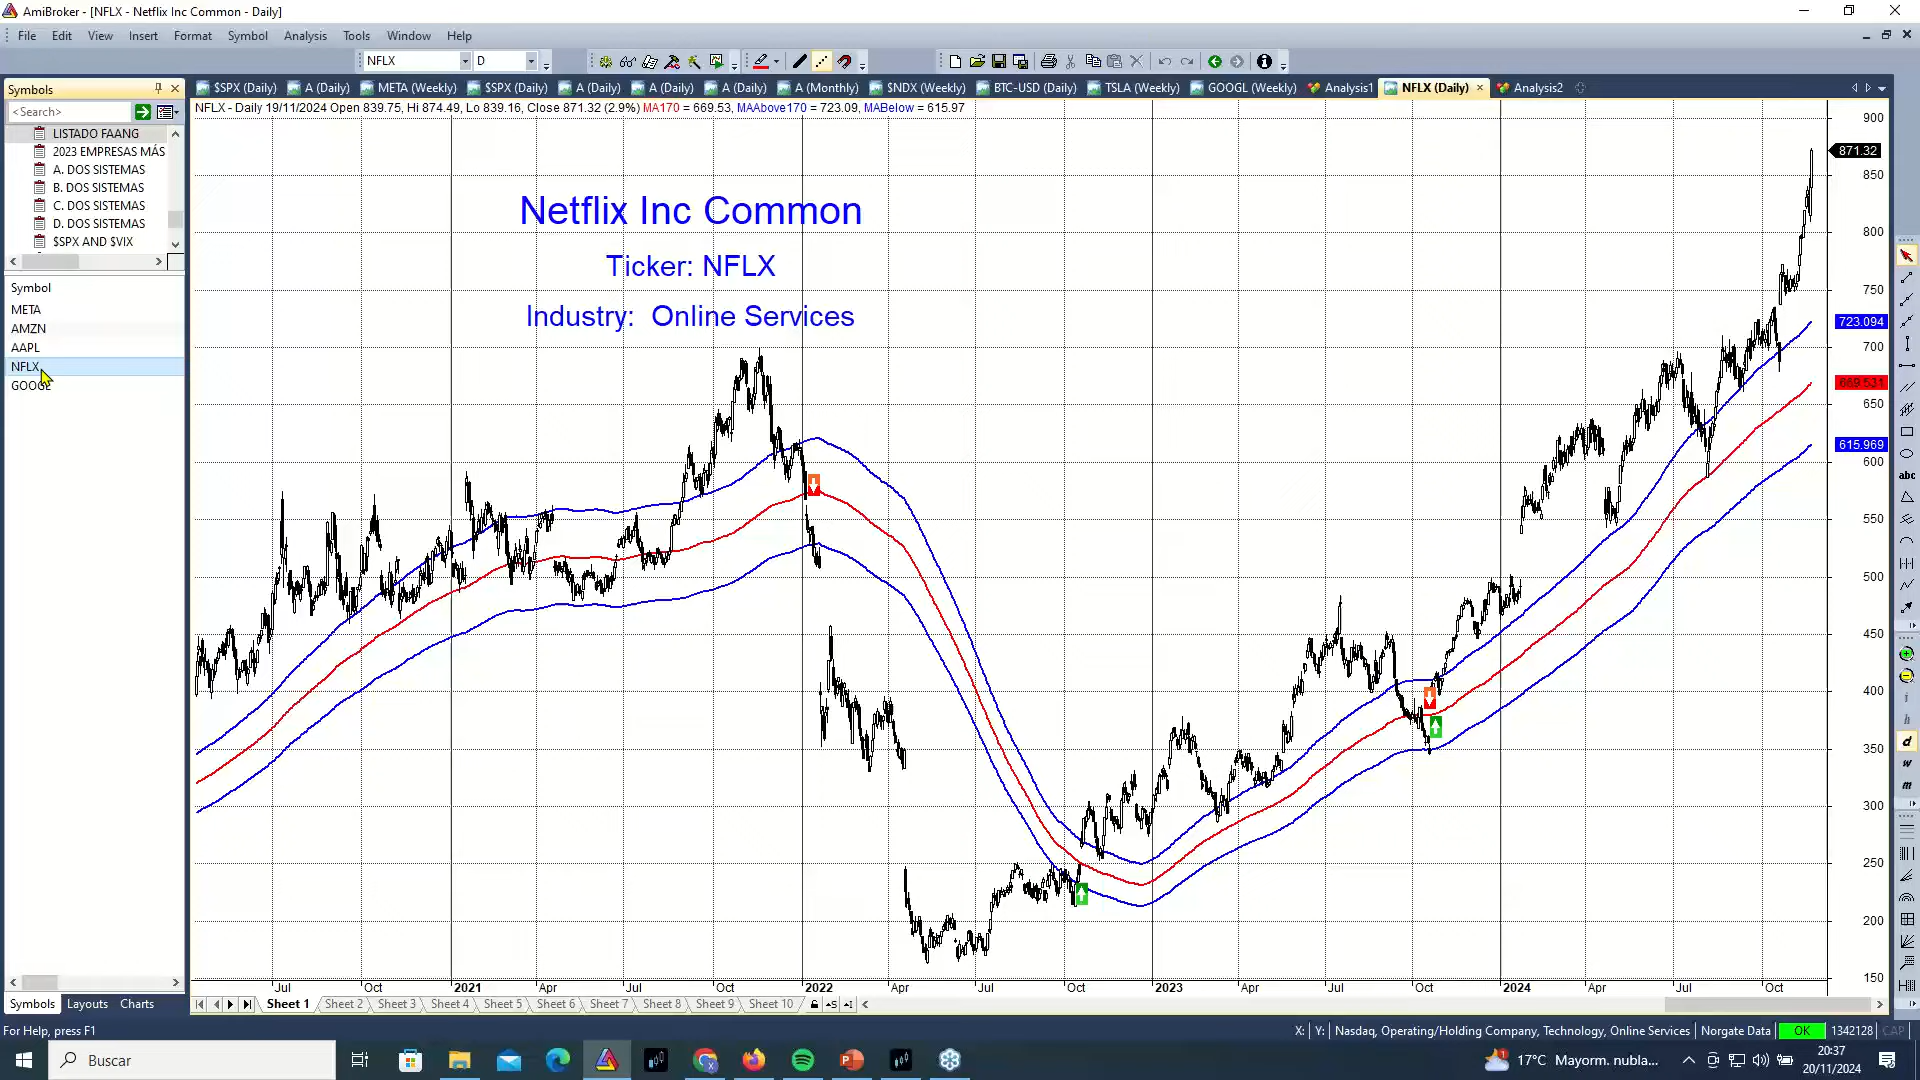 AmiBroker - [NFLX - Netflix Inc Common - Daily]
File Edit View Insert Format Symbol Analysis Tools Window Help
NFLX D
Symbols
$SPX (Daily) A (Daily) META (Weekly) $SPX (Daily) A (Daily) A (Daily) A (Daily) A (Monthly) $NDX (Weekly) BTC-USD (Daily) TSLA (Weekly) GOOGL (Weekly) Analysis1 NFLX (Daily) Analysis2
<Search>
NFLX - Daily 19/11/2024 Open 839.75, Hi 874.49, Lo 839.16, Close 871.32 (2.9%) MA170 = 669.53, MAAbove170 = 723.09, MABelow = 615.97
LISTADO FAANG
2023 EMPRESAS MÁS
A. DOS SISTEMAS
B. DOS SISTEMAS
C. DOS SISTEMAS
D. DOS SISTEMAS
$SPX AND $VIX
Symbol
META
AMZN
AAPL
NFLX
GOOGL
Netflix Inc Common
Ticker: NFLX
Industry: Online Services
900
871.32
850
800
750
723.094
700
669.531
650
615.969
600
550
500
450
400
350
300
250
200
150
abc
i
h
d
w
m
Jul Oct 2021 Apr Jul Oct 2022 Apr Jul Oct 2023 Apr Jul Oct 2024 Apr Jul Oct
Symbols Layouts Charts
Sheet 1 Sheet 2 Sheet 3 Sheet 4 Sheet 5 Sheet 6 Sheet 7 Sheet 8 Sheet 9 Sheet 10
For Help, press F1
X: Y: Nasdaq, Operating/Holding Company, Technology, Online Services Norgate Data OK 1342128 CAP
Buscar
17°C Mayorm. nubla...
20:37
20/11/2024